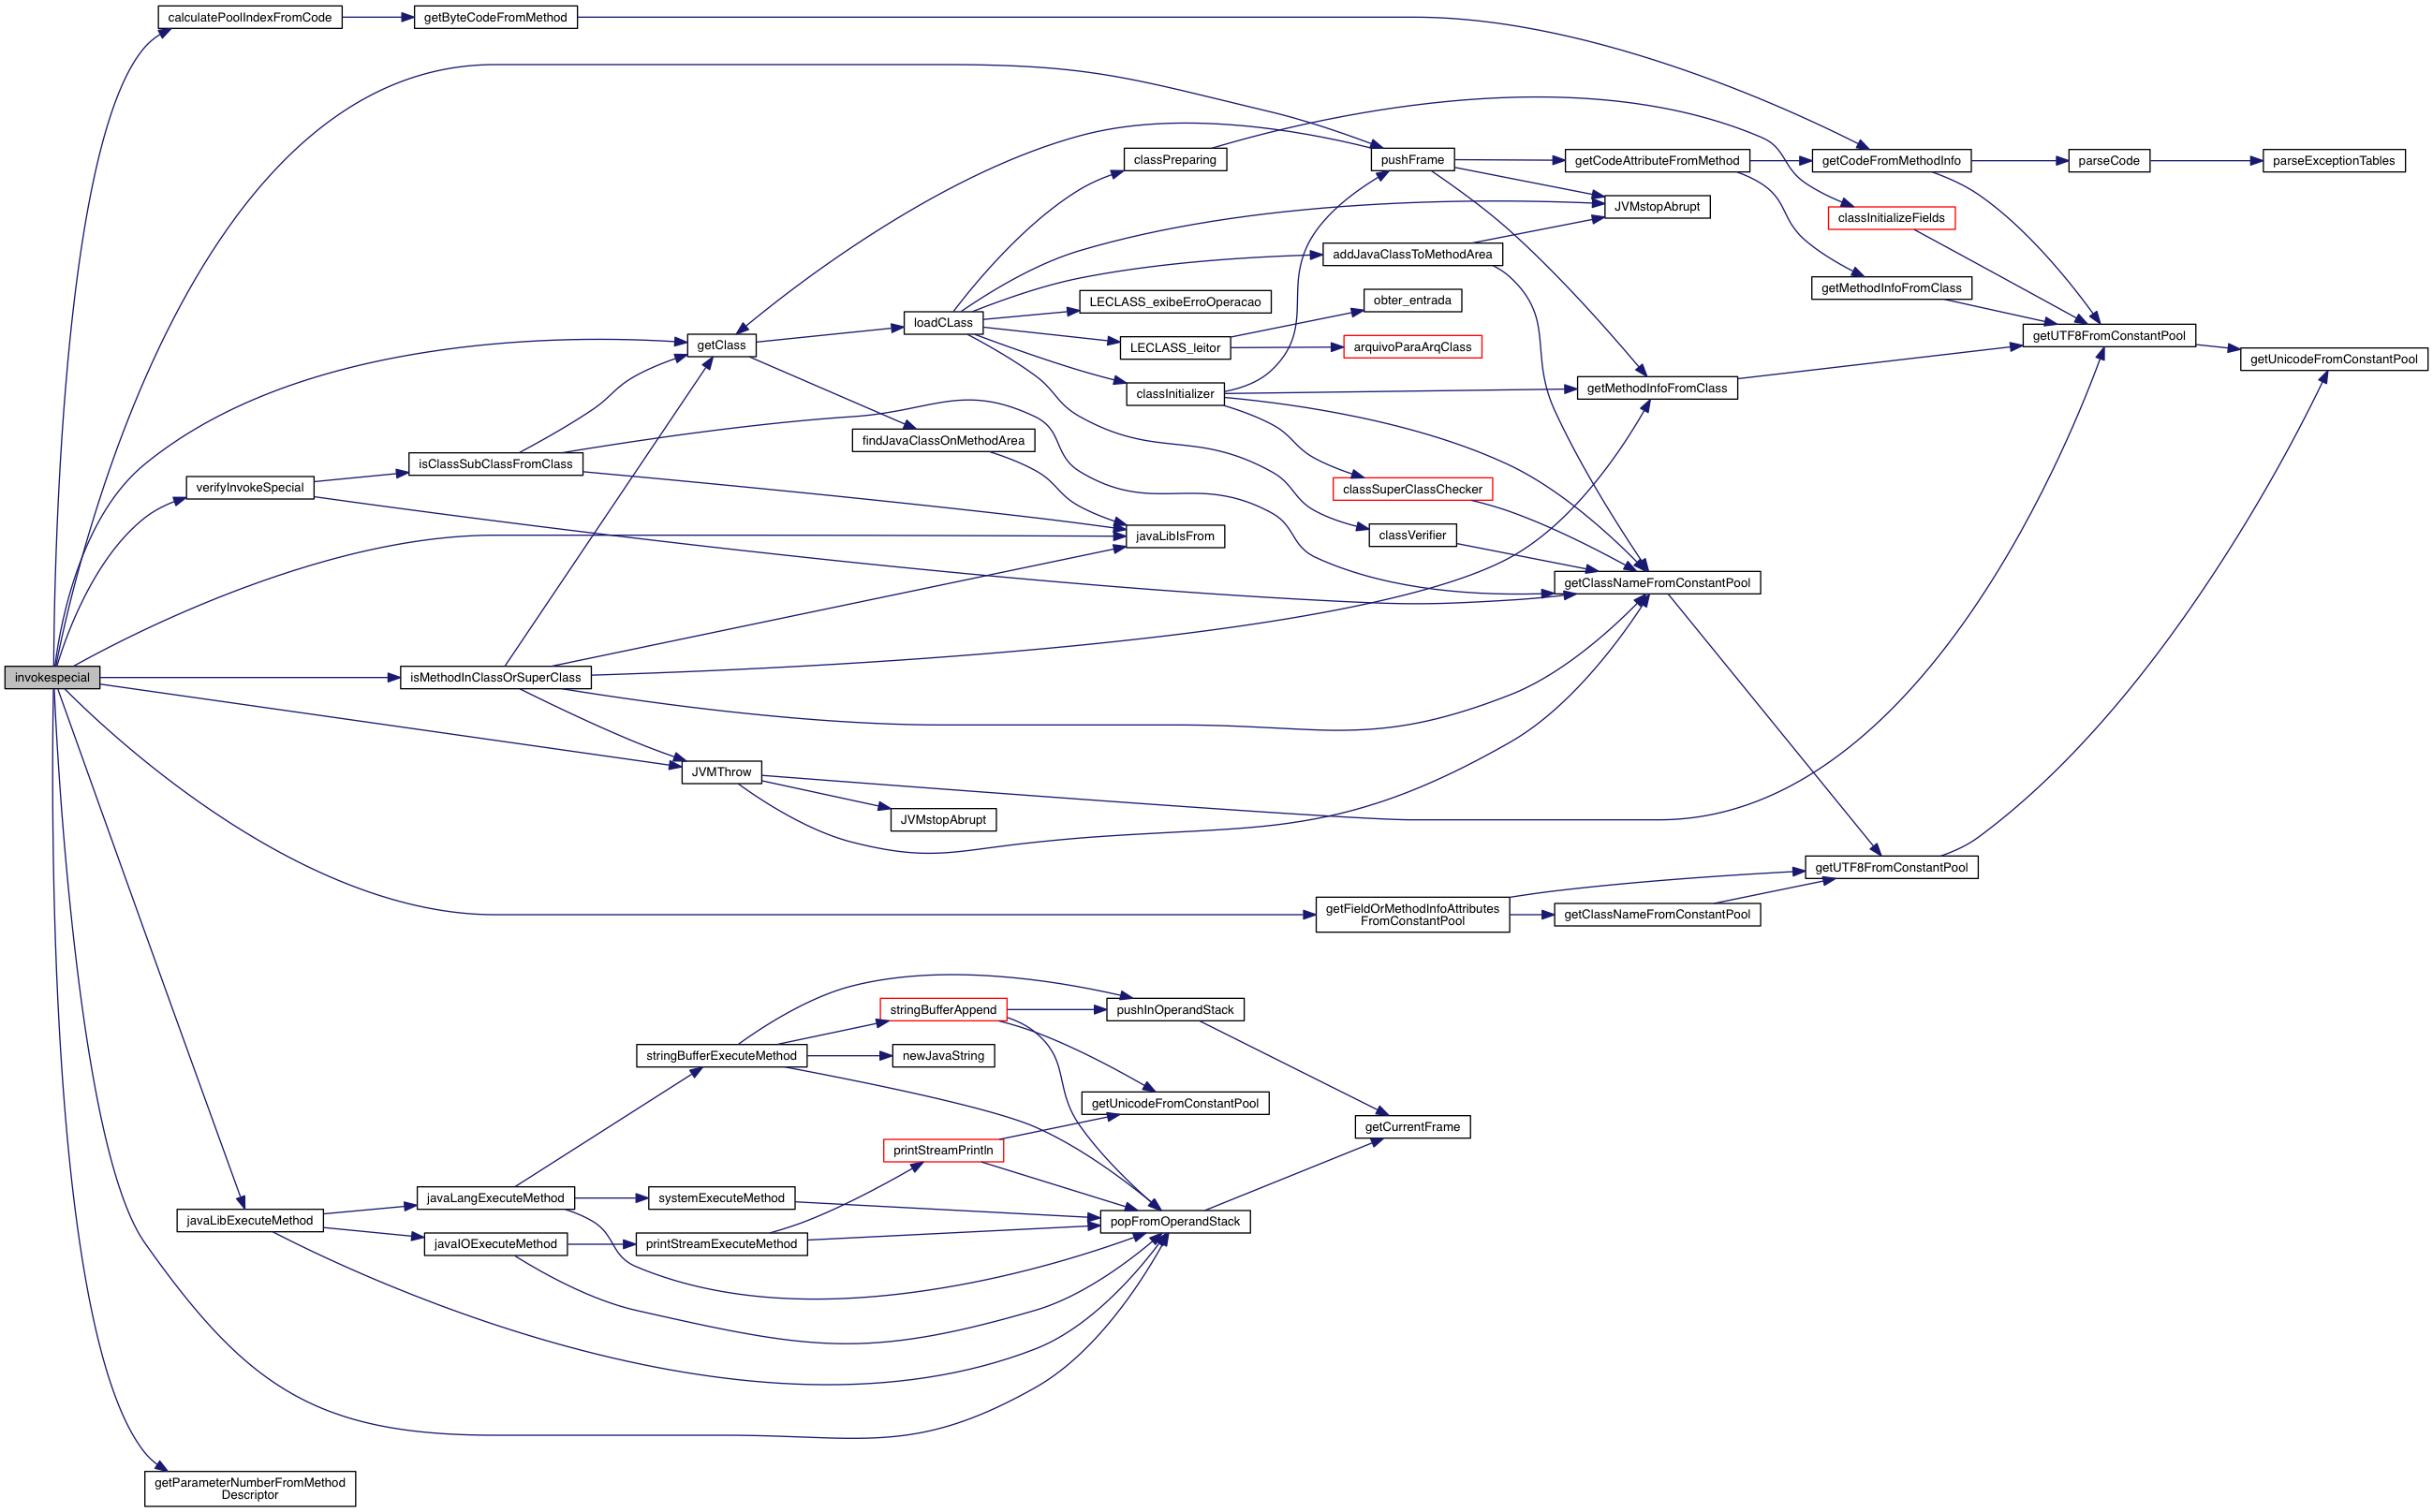 calculatePoolIndexFromCode
getByteCodeFromMethod
classPreparing
pushFrame
getCodeAttributeFromMethod
getCodeFromMethodInfo
parseCode
parseExceptionTables
JVMstopAbrupt
classInitializeFields
addJavaClassToMethodArea
getMethodInfoFromClass
LECLASS_exibeErroOperacao
obter_entrada
loadCLass
getClass
LECLASS_leitor
arquivoParaArqClass
getUTF8FromConstantPool
getUnicodeFromConstantPool
classInitializer
getMethodInfoFromClass
findJavaClassOnMethodArea
isClassSubClassFromClass
verifyInvokeSpecial
classSuperClassChecker
javaLibIsFrom
classVerifier
getClassNameFromConstantPool
invokespecial
isMethodInClassOrSuperClass
JVMThrow
JVMstopAbrupt
getUTF8FromConstantPool
getFieldOrMethodInfoAttributes
FromConstantPool
getClassNameFromConstantPool
stringBufferAppend
pushInOperandStack
stringBufferExecuteMethod
newJavaString
getUnicodeFromConstantPool
getCurrentFrame
printStreamPrintln
javaLangExecuteMethod
systemExecuteMethod
javaLibExecuteMethod
popFromOperandStack
javaIOExecuteMethod
printStreamExecuteMethod
getParameterNumberFromMethod
Descriptor